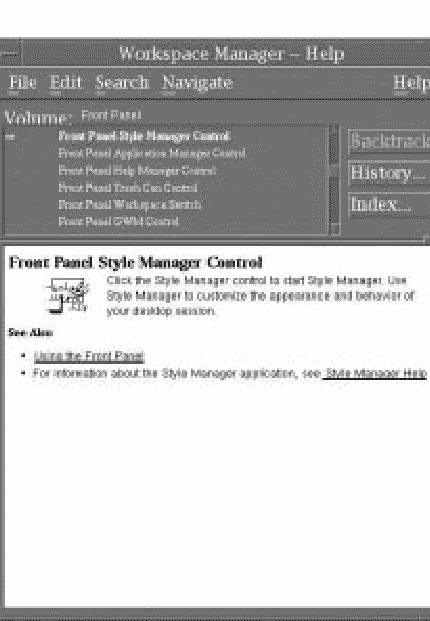 Workspace Manager – Help
File Edit Search Navigate Help
Volume: Front Panel
Front Panel Style Manager Control
Front Panel Application Manager Control
Front Panel Help Manager Control
Front Panel Trash Can Control
Front Panel Workspace Switch
Front Panel GWM Control
Backtrack
History...
Index...
Front Panel Style Manager Control
Click the Style Manager control to start Style Manager. Use
Style Manager to customize the appearance and behavior of
your desktop session.
See Also
• Using the Front Panel
• For information about the Style Manager application, see Style Manager Help